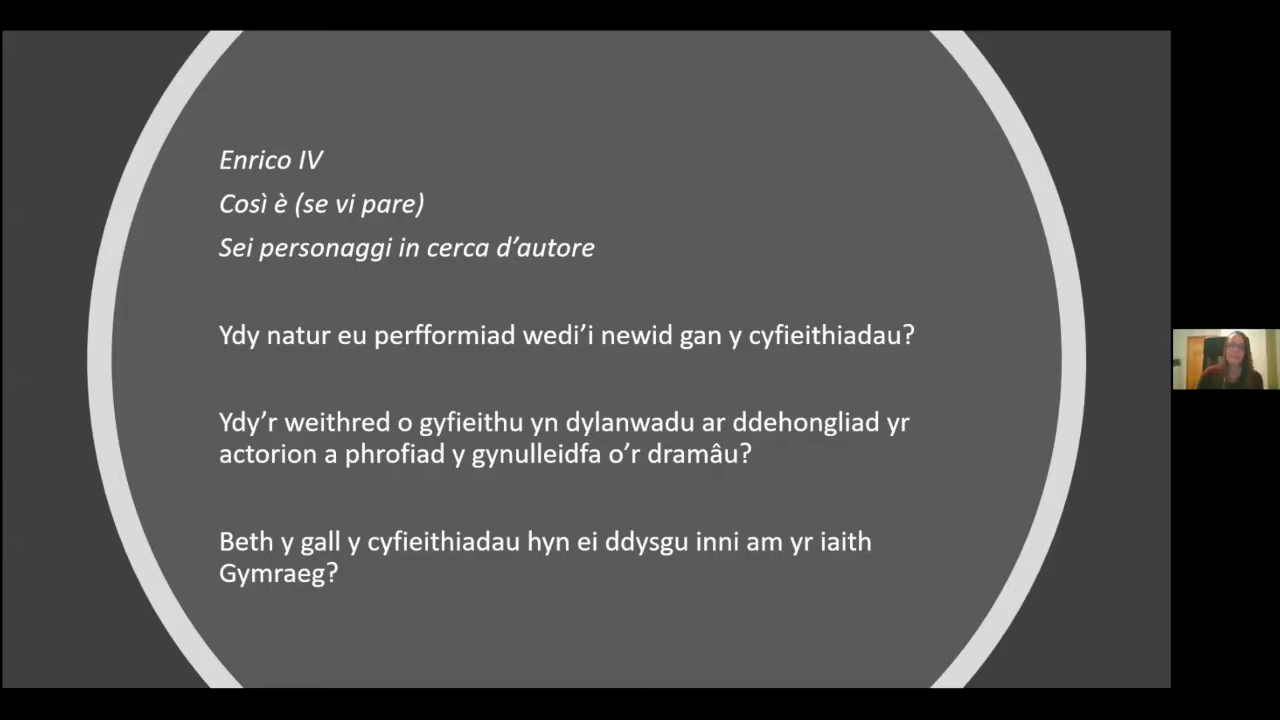 Enrico IV
Così è (se vi pare)
Sei personaggi in cerca d’autore
Ydy natur eu perfformiad wedi’i newid gan y cyfieithiadau?
Ydy’r weithred o gyfieithu yn dylanwadu ar ddehongliad yr
actorion a phrofiad y gynulleidfa o’r dramâu?
Beth y gall y cyfieithiadau hyn ei ddysgu inni am yr iaith
Gymraeg?